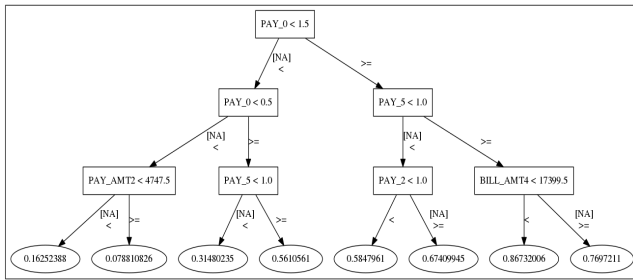 PAY_0 < 1.5
[NA]
<
>=
PAY_0 < 0.5
PAY_5 < 1.0
[NA]
<
>=
[NA]
<
>=
PAY_AMT2 < 4747.5
PAY_5 < 1.0
PAY_2 < 1.0
BILL_AMT4 < 17399.5
[NA]
<
>=
[NA]
<
>=
<
[NA]
>=
<
[NA]
>=
0.16252388
0.078810826
0.31480235
0.5610561
0.5847961
0.67409945
0.86732006
0.7697211